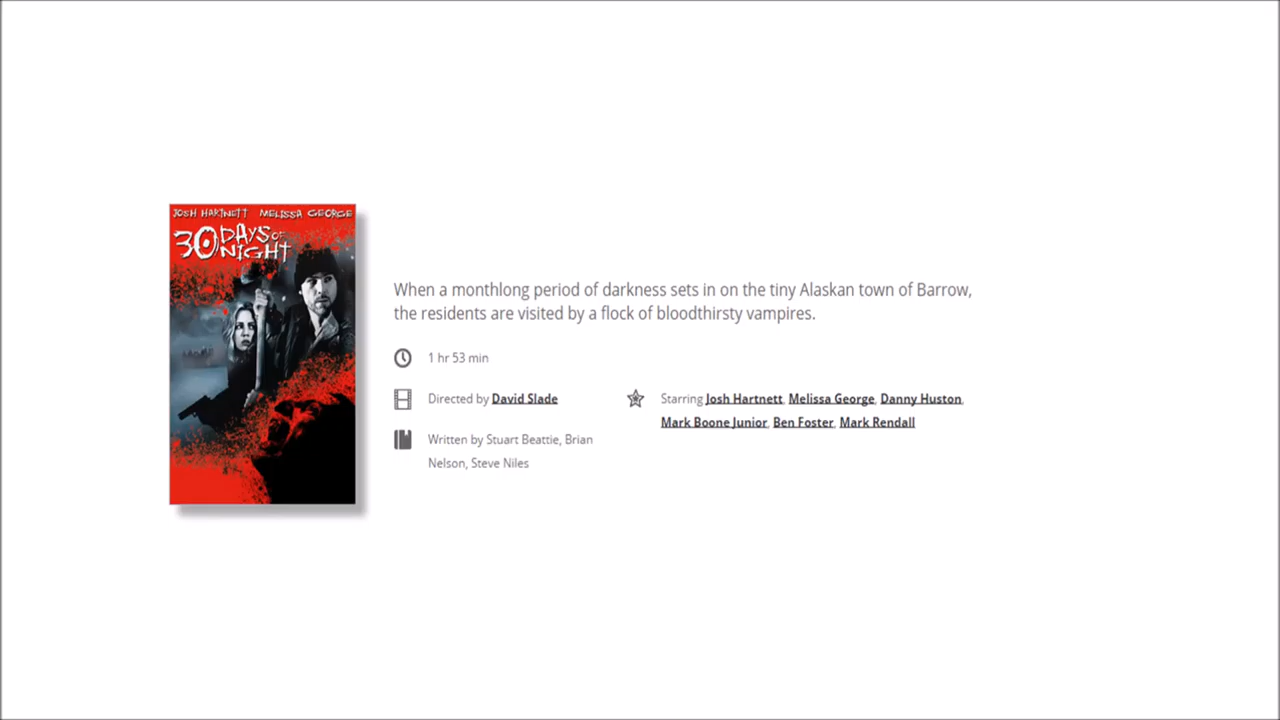 JOSH HARTNETT MELISSA GEORGE
30 DAYS OF
NIGHT
When a monthlong period of darkness sets in on the tiny Alaskan town of Barrow,
the residents are visited by a flock of bloodthirsty vampires.
1 hr 53 min
Directed by David Slade
Written by Stuart Beattie, Brian
Nelson, Steve Niles
Starring Josh Hartnett, Melissa George, Danny Huston,
Mark Boone Junior, Ben Foster, Mark Rendall